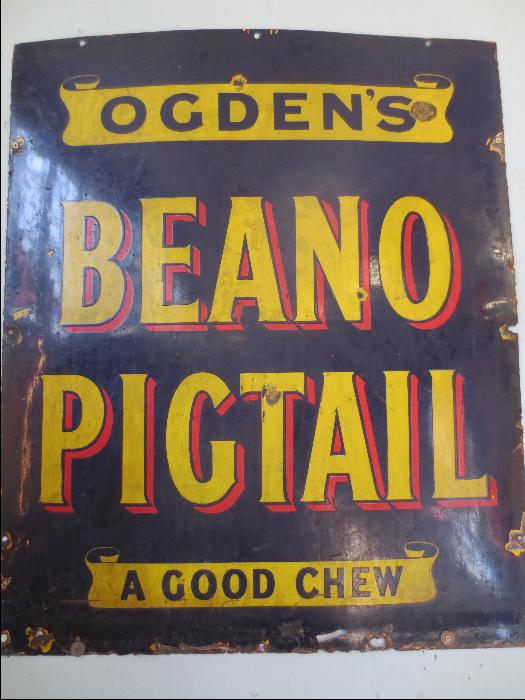 OGDEN'S
BEANO
PIGTAIL
A GOOD CHEW